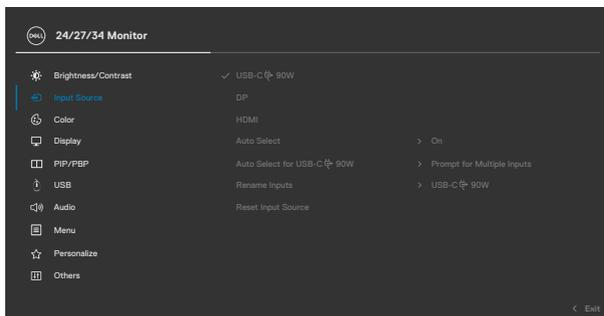 DELL 24/27/34 Monitor
Brightness/Contrast USB-C 90W
Input Source DP
Color HDMI
Display Auto Select On
PIP/PBP Auto Select for USB-C 90W Prompt for Multiple Inputs
USB Rename Inputs USB-C 90W
Audio Reset Input Source
Menu
Personalize
Others
Exit